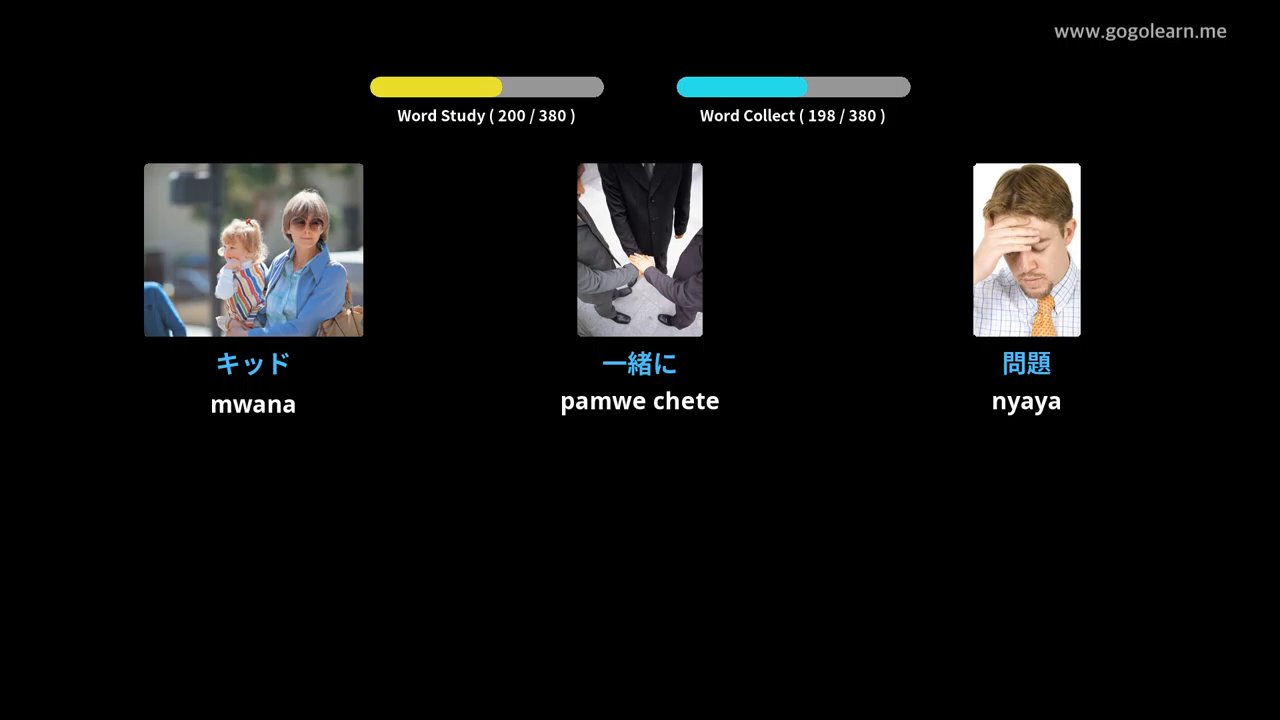 www.gogolearn.me
Word Study ( 200 / 380 )
Word Collect ( 198 / 380 )
キッド
一緒に
問題
mwana
pamwe chete
nyaya